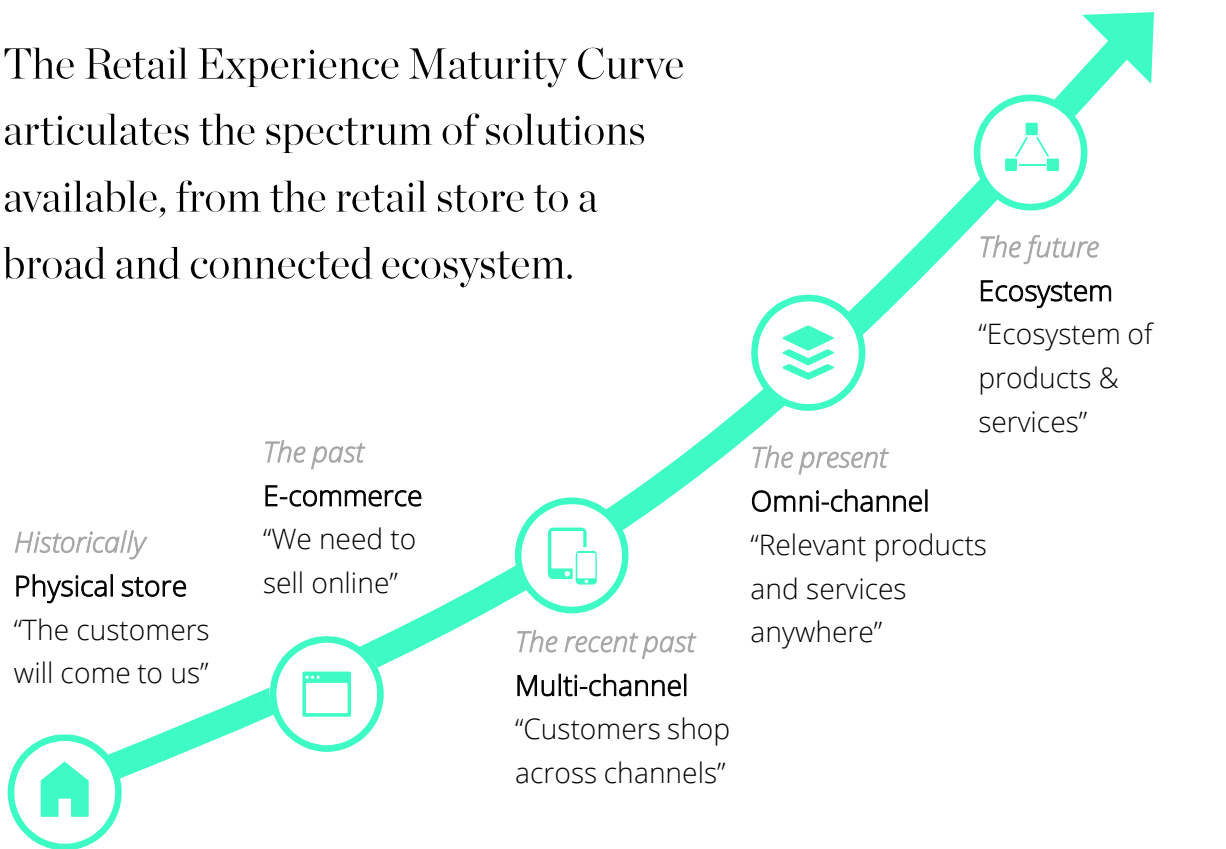 The Retail Experience Maturity Curve
articulates the spectrum of solutions
available, from the retail store to a
broad and connected ecosystem.
Historically
Physical store
“The customers
will come to us”
The past
E-commerce
“We need to
sell online”
The recent past
Multi-channel
“Customers shop
across channels”
The present
Omni-channel
“Relevant products
and services
anywhere”
The future
Ecosystem
“Ecosystem of
products &
services”